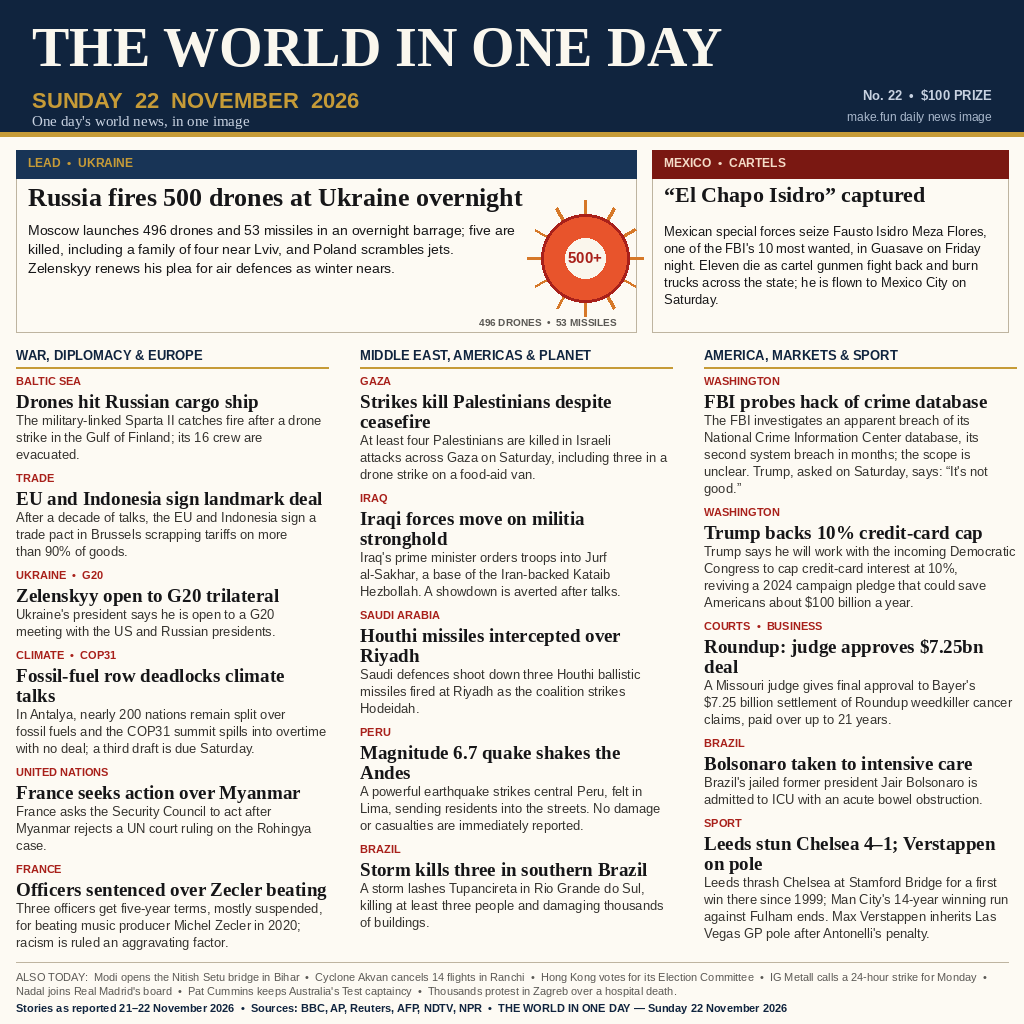 THE WORLD IN ONE DAY
SUNDAY 22 NOVEMBER 2026
One day's world news, in one image
No. 22 • $100 PRIZE
make.fun daily news image
LEAD • UKRAINE
Russia fires 500 drones at Ukraine overnight
Moscow launches 496 drones and 53 missiles in an overnight barrage; five are
killed, including a family of four near Lviv, and Poland scrambles jets.
Zelenskyy renews his plea for air defences as winter nears.
500+
496 DRONES • 53 MISSILES
MEXICO • CARTELS
“El Chapo Isidro” captured
Mexican special forces seize Fausto Isidro Meza Flores,
one of the FBI's 10 most wanted, in Guasave on Friday
night. Eleven die as cartel gunmen fight back and burn
trucks across the state; he is flown to Mexico City on
Saturday.
WAR, DIPLOMACY & EUROPE
BALTIC SEA
Drones hit Russian cargo ship
The military-linked Sparta II catches fire after a drone
strike in the Gulf of Finland; its 16 crew are
evacuated.
TRADE
EU and Indonesia sign landmark deal
After a decade of talks, the EU and Indonesia sign a
trade pact in Brussels scrapping tariffs on more
than 90% of goods.
UKRAINE • G20
Zelenskyy open to G20 trilateral
Ukraine's president says he is open to a G20
meeting with the US and Russian presidents.
CLIMATE • COP31
Fossil-fuel row deadlocks climate
talks
In Antalya, nearly 200 nations remain split over
fossil fuels and the COP31 summit spills into overtime
with no deal; a third draft is due Saturday.
UNITED NATIONS
France seeks action over Myanmar
France asks the Security Council to act after
Myanmar rejects a UN court ruling on the Rohingya
case.
FRANCE
Officers sentenced over Zecler beating
Three officers get five-year terms, mostly suspended,
for beating music producer Michel Zecler in 2020;
racism is ruled an aggravating factor.
MIDDLE EAST, AMERICAS & PLANET
GAZA
Strikes kill Palestinians despite
ceasefire
At least four Palestinians are killed in Israeli
attacks across Gaza on Saturday, including three in a
drone strike on a food-aid van.
IRAQ
Iraqi forces move on militia
stronghold
Iraq's prime minister orders troops into Jurf
al-Sakhar, a base of the Iran-backed Kataib
Hezbollah. A showdown is averted after talks.
SAUDI ARABIA
Houthi missiles intercepted over
Riyadh
Saudi defences shoot down three Houthi ballistic
missiles fired at Riyadh as the coalition strikes
Hodeidah.
PERU
Magnitude 6.7 quake shakes the
Andes
A powerful earthquake strikes central Peru, felt in
Lima, sending residents into the streets. No damage
or casualties are immediately reported.
BRAZIL
Storm kills three in southern Brazil
A storm lashes Tupancireta in Rio Grande do Sul,
killing at least three people and damaging thousands
of buildings.
AMERICA, MARKETS & SPORT
WASHINGTON
FBI probes hack of crime database
The FBI investigates an apparent breach of its
National Crime Information Center database, its
second system breach in months; the scope is
unclear. Trump, asked on Saturday, says: “It's not
good.”
WASHINGTON
Trump backs 10% credit-card cap
Trump says he will work with the incoming Democratic
Congress to cap credit-card interest at 10%,
reviving a 2024 campaign pledge that could save
Americans about $100 billion a year.
COURTS • BUSINESS
Roundup: judge approves $7.25bn
deal
A Missouri judge gives final approval to Bayer's
$7.25 billion settlement of Roundup weedkiller cancer
claims, paid over up to 21 years.
BRAZIL
Bolsonaro taken to intensive care
Brazil's jailed former president Jair Bolsonaro is
admitted to ICU with an acute bowel obstruction.
SPORT
Leeds stun Chelsea 4–1; Verstappen
on pole
Leeds thrash Chelsea at Stamford Bridge for a first
win there since 1999; Man City's 14-year winning run
against Fulham ends. Max Verstappen inherits Las
Vegas GP pole after Antonelli's penalty.
ALSO TODAY: Modi opens the Nitish Setu bridge in Bihar • Cyclone Akvan cancels 14 flights in Ranchi • Hong Kong votes for its Election Committee • IG Metall calls a 24-hour strike for Monday •
Nadal joins Real Madrid's board • Pat Cummins keeps Australia's Test captaincy • Thousands protest in Zagreb over a hospital death.
Stories as reported 21–22 November 2026 • Sources: BBC, AP, Reuters, AFP, NDTV, NPR • THE WORLD IN ONE DAY — Sunday 22 November 2026